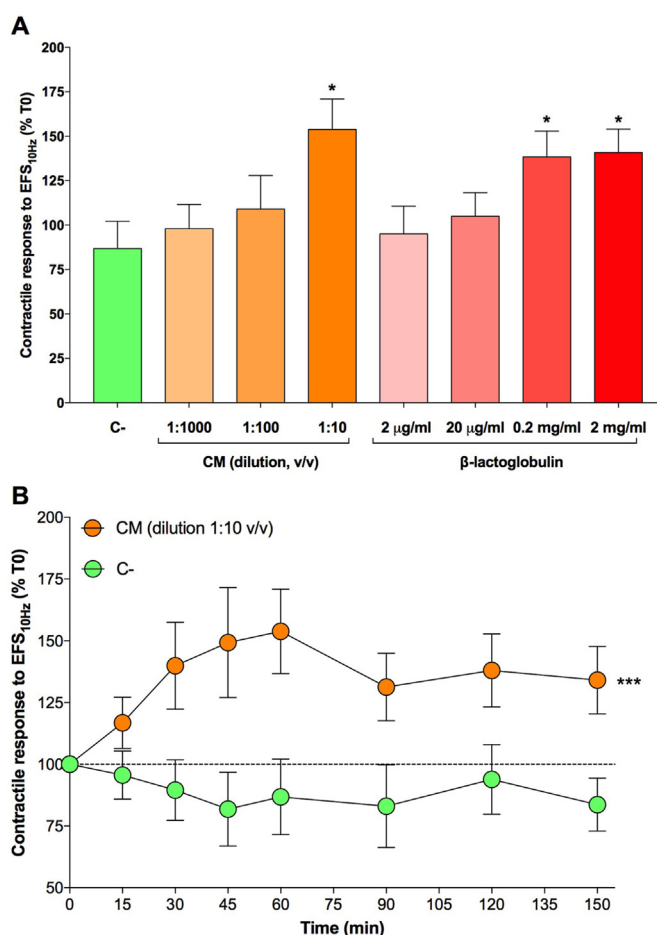 A
Contractile response to EFS10Hz (% T0)
200
175
150
125
100
75
50
25
0
*
*
*
C-
1:1000
1:100
1:10
2 μg/ml
20 μg/ml
0.2 mg/ml
2 mg/ml
CM (dilution, v/v)
β-lactoglobulin
B
Contractile response to EFS10Hz (% T0)
200
175
150
125
100
75
50
CM (dilution 1:10 v/v)
C-
***
0
15
30
45
60
75
90
105
120
135
150
Time (min)